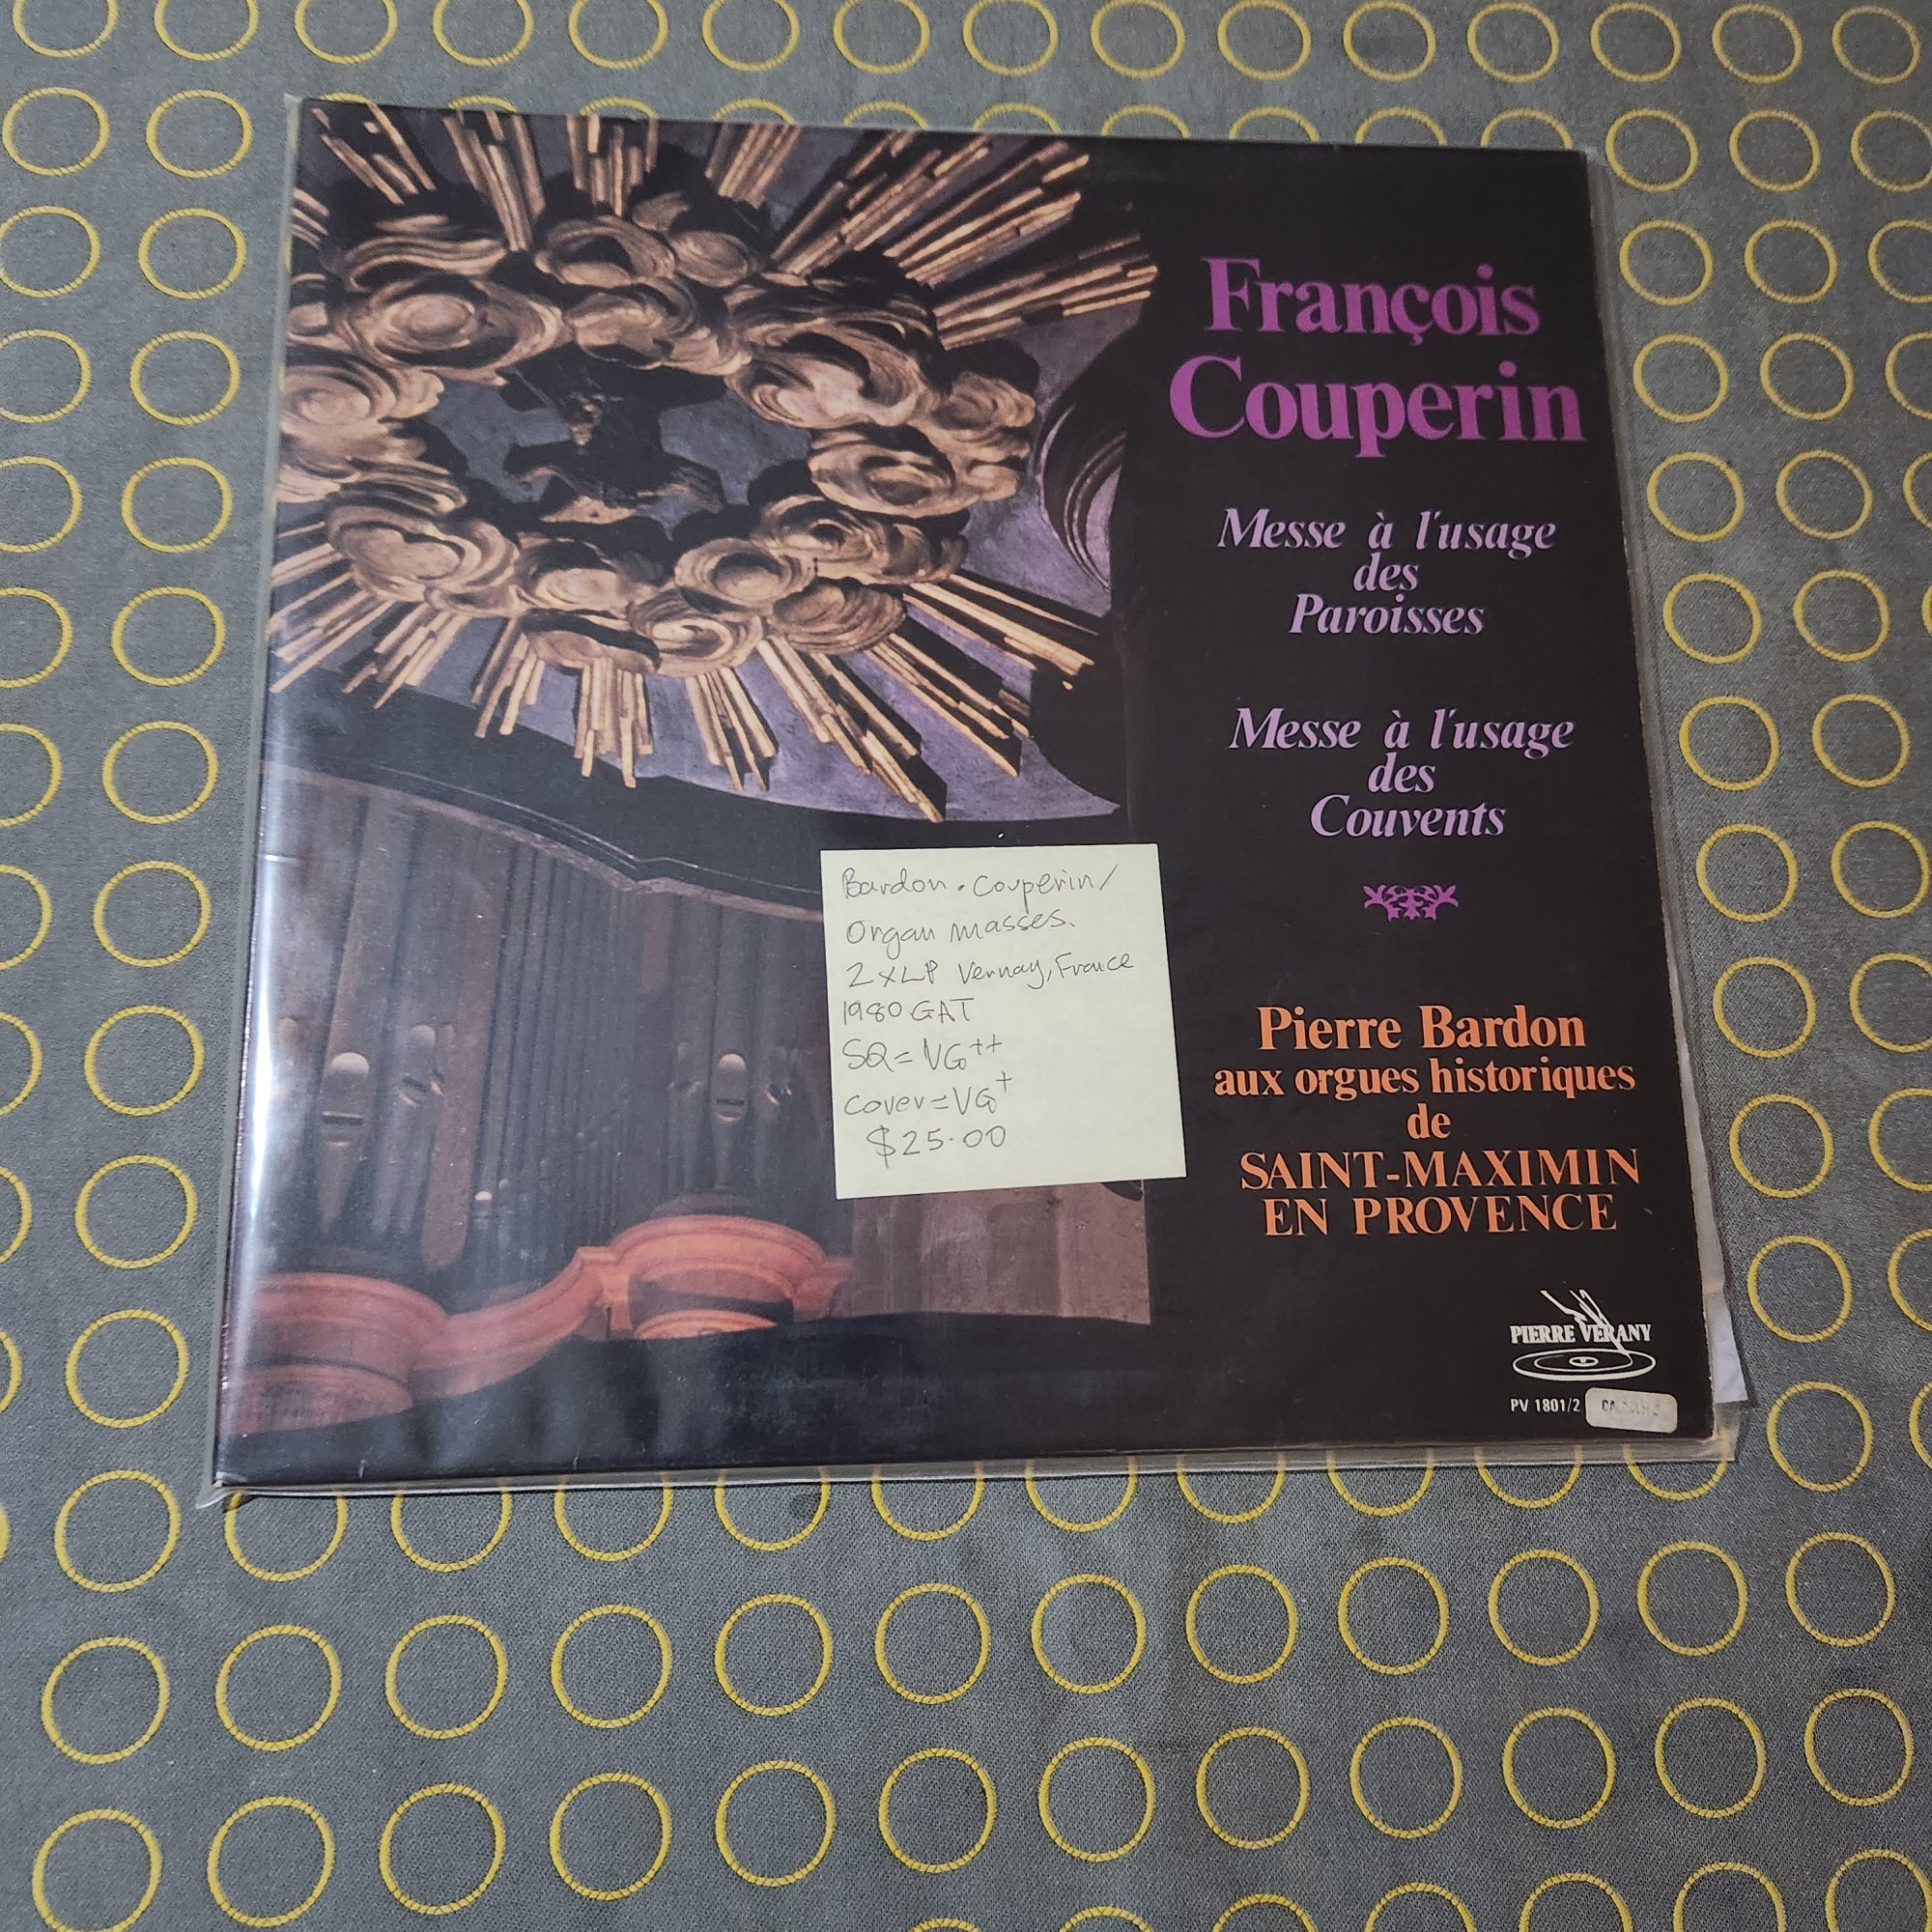 François
Couperin
Messe à l'usage
des
Paroisses
Messe à l'usage
des
Couvents
Bardon. Couperin/
Organ masses.
2xLP Vernay, France
1980 GAT
SQ=VG++
cover=VG+
$25.00
Pierre Bardon
aux orgues historiques
de
SAINT-MAXIMIN
EN PROVENCE
PIERRE VERANY
PV 1801/2